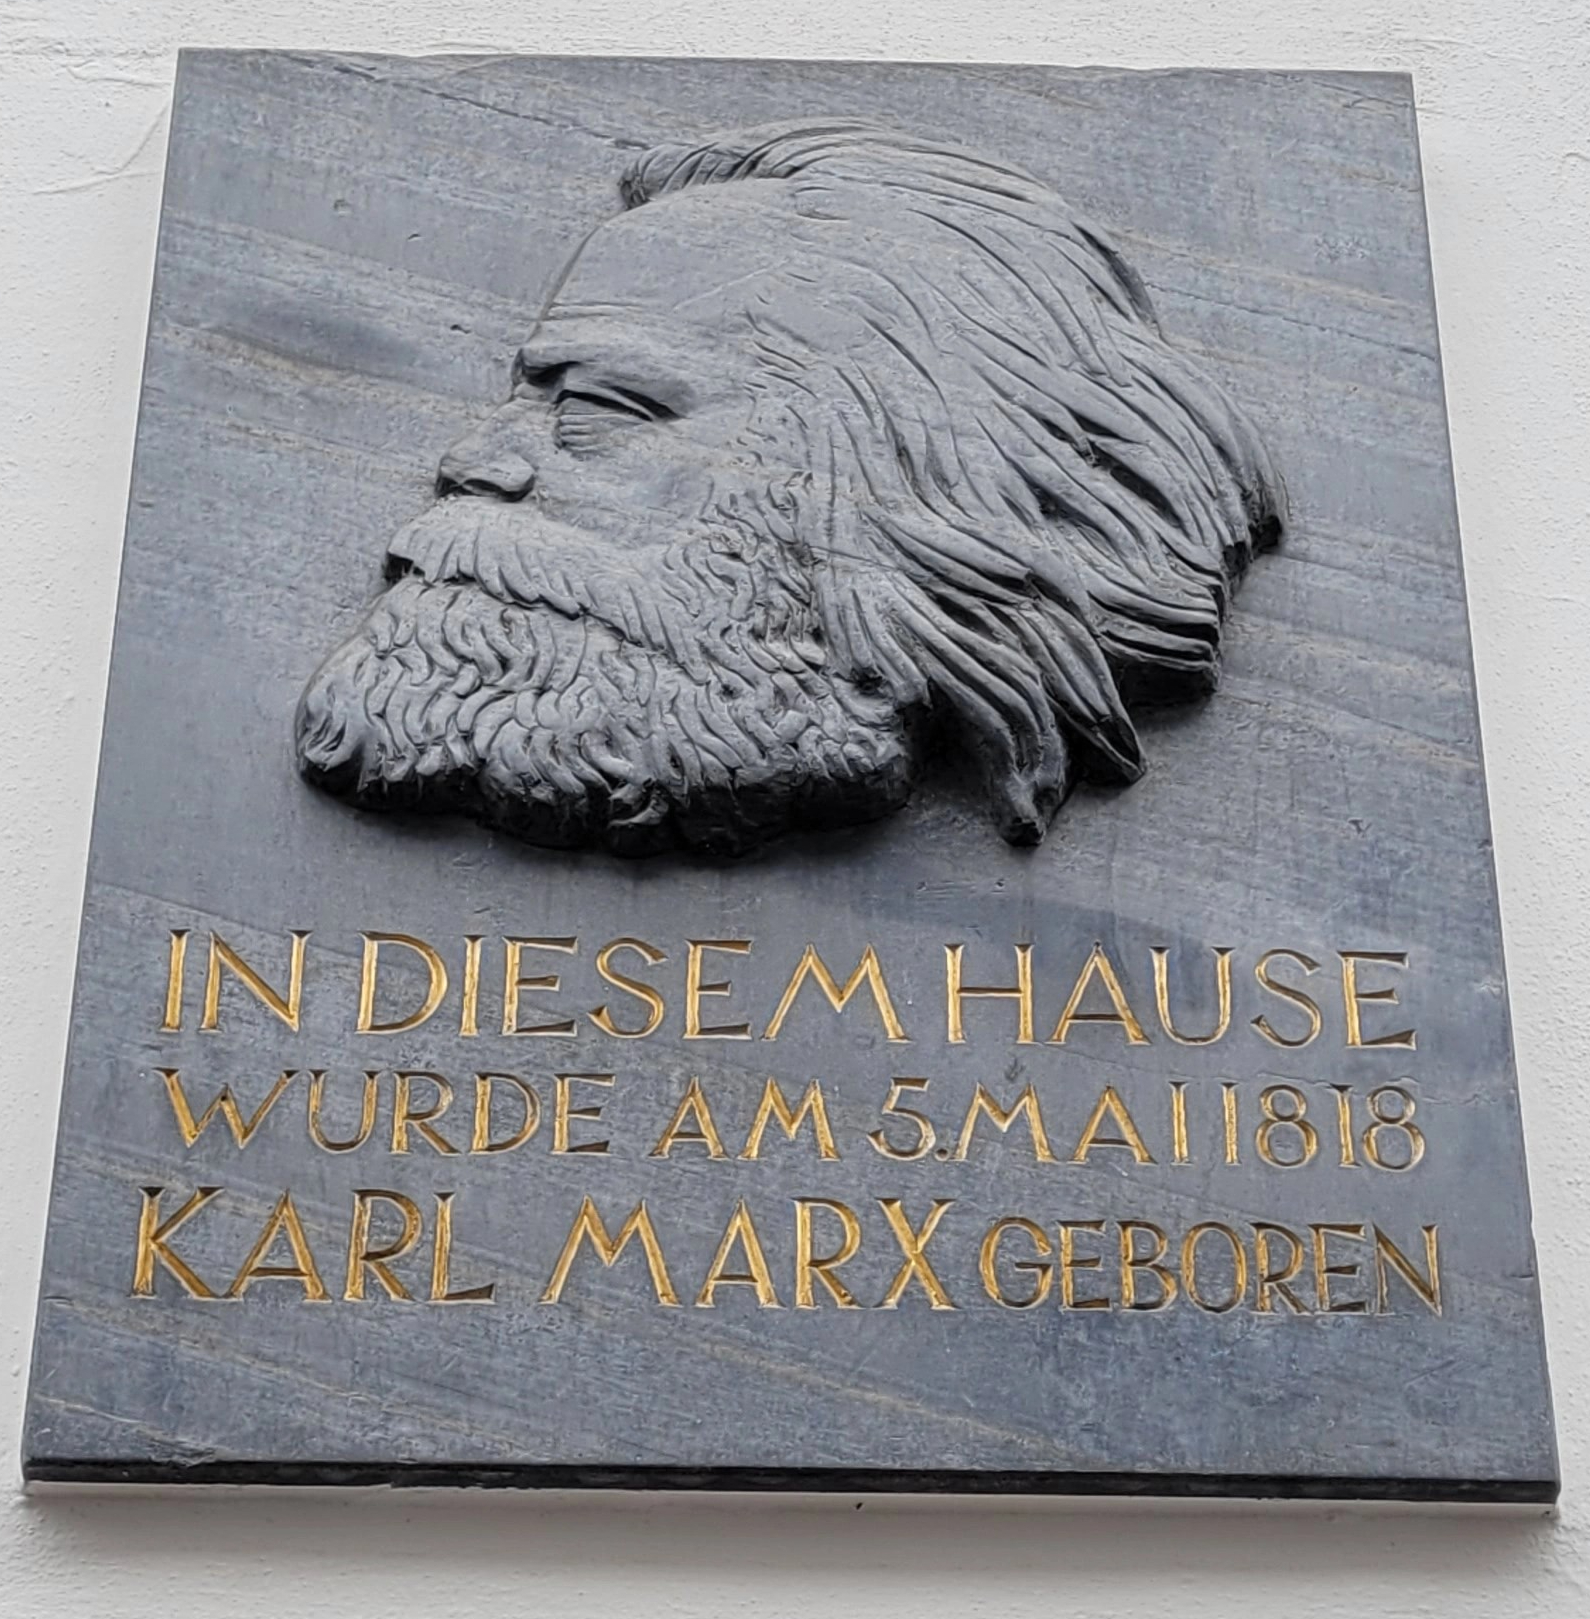 IN DIESEM HAUSE
WURDE AM 5. MAI 1818
KARL MARX GEBOREN